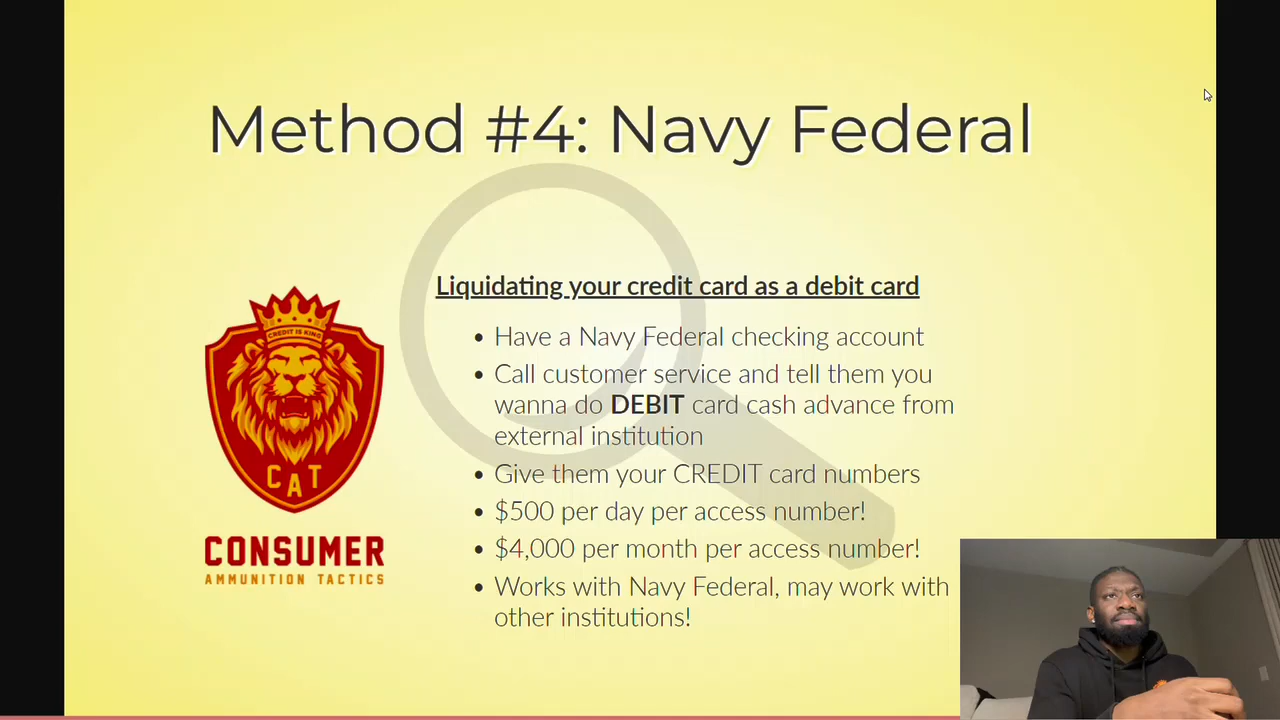 Method #4: Navy Federal
Liquidating your credit card as a debit card
• Have a Navy Federal checking account
• Call customer service and tell them you
wanna do DEBIT card cash advance from
external institution
• Give them your CREDIT card numbers
• $500 per day per access number!
• $4,000 per month per access number!
• Works with Navy Federal, may work with
other institutions!
CREDIT IS KING
CAT
CONSUMER
AMMUNITION TACTICS